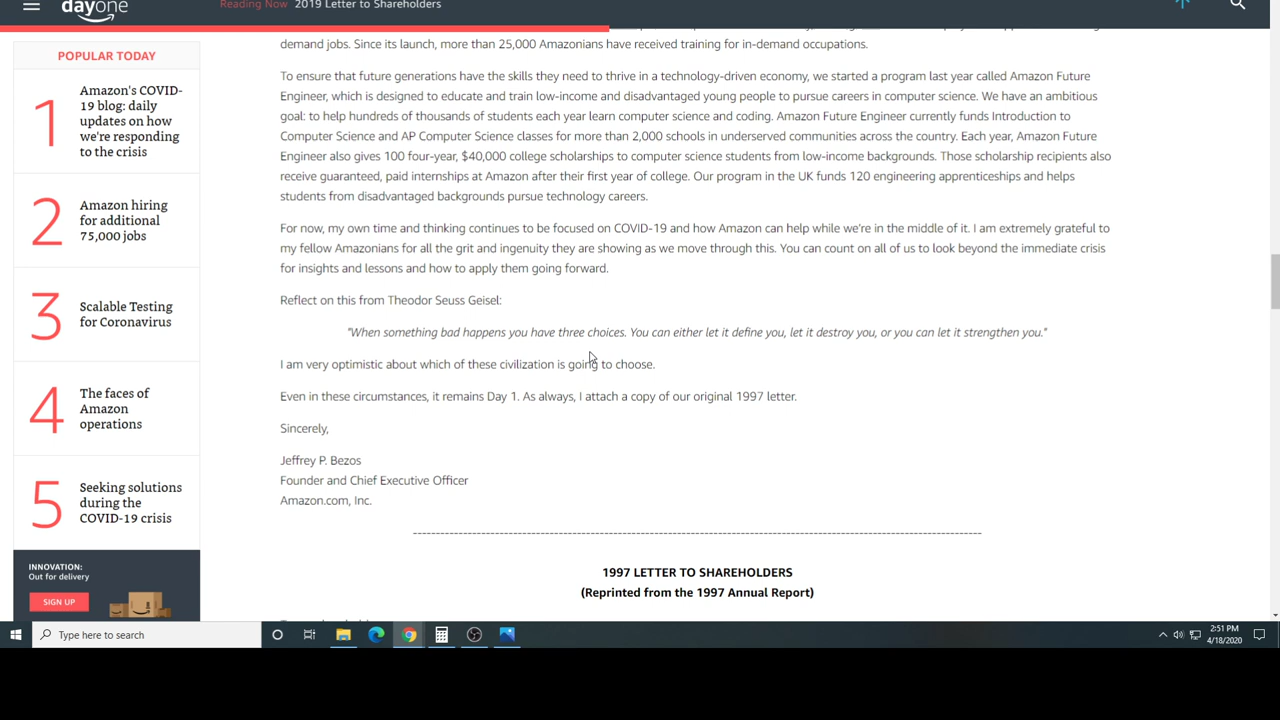 dayone
Reading Now 2019 Letter to Shareholders
POPULAR TODAY
1
Amazon's COVID-
19 blog: daily
updates on how
we're responding
to the crisis
2
Amazon hiring
for additional
75,000 jobs
3
Scalable Testing
for Coronavirus
4
The faces of
Amazon
operations
5
Seeking solutions
during the
COVID-19 crisis
INNOVATION:
Out for delivery
SIGN UP
demand jobs. Since its launch, more than 25,000 Amazonians have received training for in-demand occupations.
To ensure that future generations have the skills they need to thrive in a technology-driven economy, we started a program last year called Amazon Future
Engineer, which is designed to educate and train low-income and disadvantaged young people to pursue careers in computer science. We have an ambitious
goal: to help hundreds of thousands of students each year learn computer science and coding. Amazon Future Engineer currently funds Introduction to
Computer Science and AP Computer Science classes for more than 2,000 schools in underserved communities across the country. Each year, Amazon Future
Engineer also gives 100 four-year, $40,000 college scholarships to computer science students from low-income backgrounds. Those scholarship recipients also
receive guaranteed, paid internships at Amazon after their first year of college. Our program in the UK funds 120 engineering apprenticeships and helps
students from disadvantaged backgrounds pursue technology careers.
For now, my own time and thinking continues to be focused on COVID-19 and how Amazon can help while we're in the middle of it. I am extremely grateful to
my fellow Amazonians for all the grit and ingenuity they are showing as we move through this. You can count on all of us to look beyond the immediate crisis
for insights and lessons and how to apply them going forward.
Reflect on this from Theodor Seuss Geisel:
"When something bad happens you have three choices. You can either let it define you, let it destroy you, or you can let it strengthen you."
I am very optimistic about which of these civilization is going to choose.
Even in these circumstances, it remains Day 1. As always, I attach a copy of our original 1997 letter.
Sincerely,
Jeffrey P. Bezos
Founder and Chief Executive Officer
Amazon.com, Inc.
1997 LETTER TO SHAREHOLDERS
(Reprinted from the 1997 Annual Report)
Type here to search
2:51 PM
4/18/2020